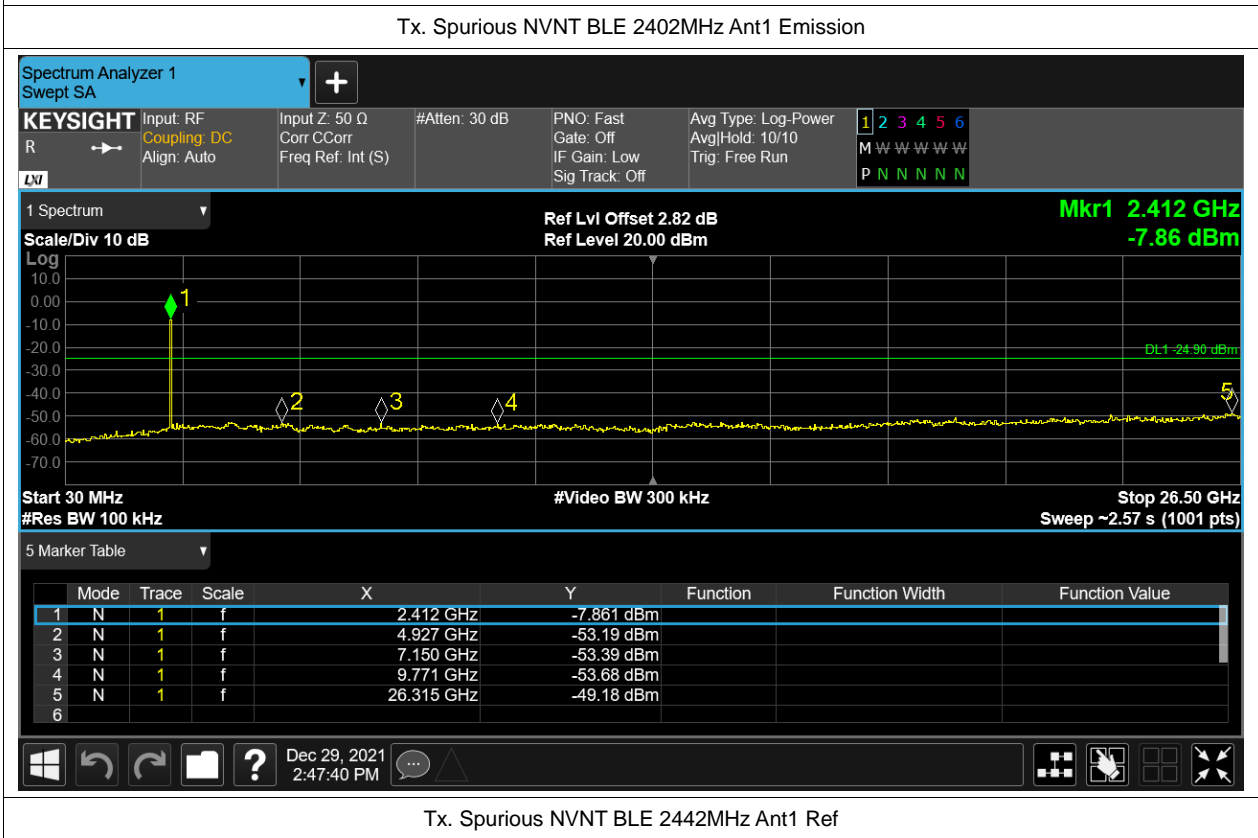 Tx. Spurious NVNT BLE 2402MHz Ant1 Emission
Spectrum Analyzer 1
Swept SA
KEYSIGHT
R
LXI
Input: RF
Coupling: DC
Align: Auto
Input Z: 50 Ω
Corr CCorr
Freq Ref: Int (S)
#Atten: 30 dB
PNO: Fast
Gate: Off
IF Gain: Low
Sig Track: Off
Avg Type: Log-Power
Avg|Hold: 10/10
Trig: Free Run
1 2 3 4 5 6
M W W W W W
P N N N N N
1 Spectrum
Scale/Div 10 dB
Ref Lvl Offset 2.82 dB
Ref Level 20.00 dBm
Mkr1 2.412 GHz
-7.86 dBm
Log
10.0
0.00
-10.0
-20.0
-30.0
-40.0
-50.0
-60.0
-70.0
1
2
3
4
5
DL1 -24.90 dBm
Start 30 MHz
#Res BW 100 kHz
#Video BW 300 kHz
Stop 26.50 GHz
Sweep ~2.57 s (1001 pts)
5 Marker Table
Mode Trace Scale X Y Function Function Width Function Value
1 N 1 f 2.412 GHz -7.861 dBm
2 N 1 f 4.927 GHz -53.19 dBm
3 N 1 f 7.150 GHz -53.39 dBm
4 N 1 f 9.771 GHz -53.68 dBm
5 N 1 f 26.315 GHz -49.18 dBm
6
?
Dec 29, 2021
2:47:40 PM
Tx. Spurious NVNT BLE 2442MHz Ant1 Ref